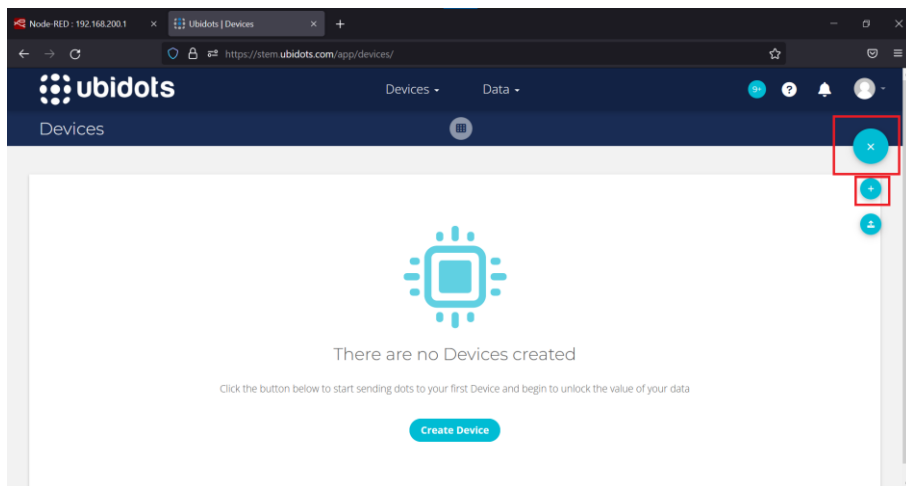 Node-RED : 192.168.200.1
Ubidots | Devices
https://stem.ubidots.com/app/devices/
ubidots
Devices
Data
9+
?
Devices
There are no Devices created
Click the button below to start sending dots to your first Device and begin to unlock the value of your data
Create Device